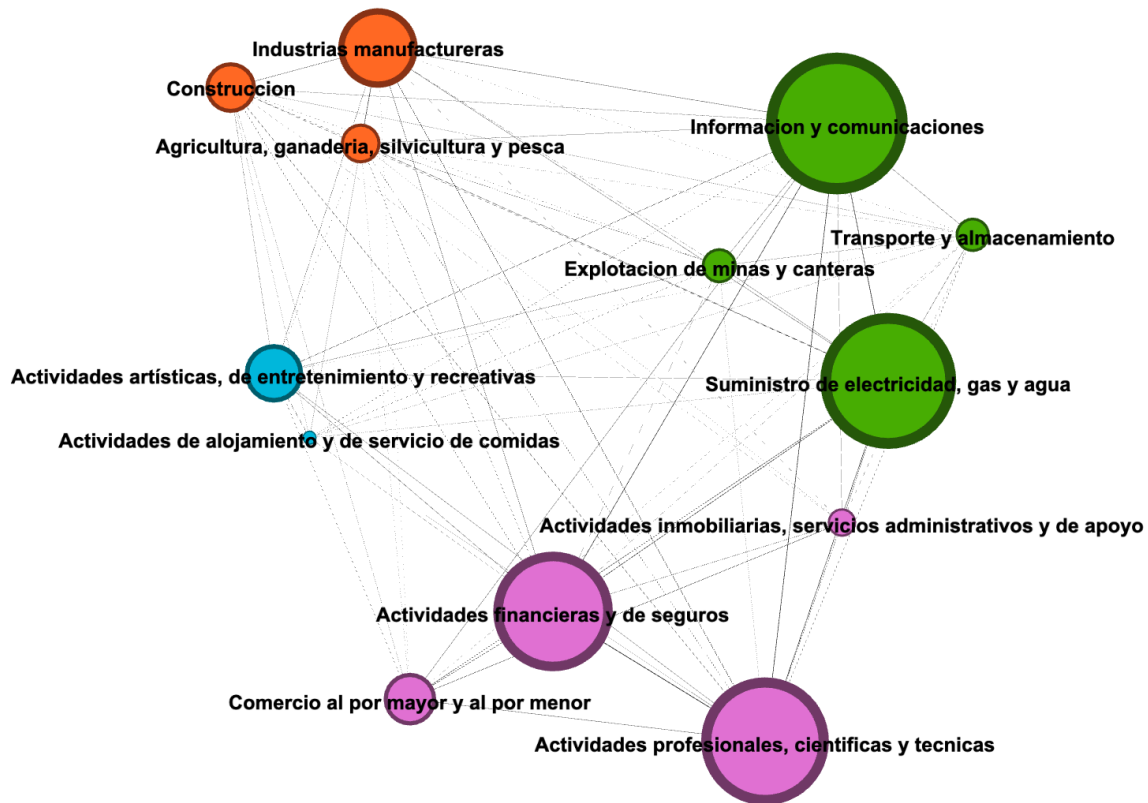 Industrias manufactureras
Construccion
Informacion y comunicaciones
Agricultura, ganaderia, silvicultura y pesca
Transporte y almacenamiento
Explotacion de minas y canteras
Actividades artísticas, de entretenimiento y recreativas
Suministro de electricidad, gas y agua
Actividades de alojamiento y de servicio de comidas
Actividades inmobiliarias, servicios administrativos y de apoyo
Actividades financieras y de seguros
Comercio al por mayor y al por menor
Actividades profesionales, cientificas y tecnicas